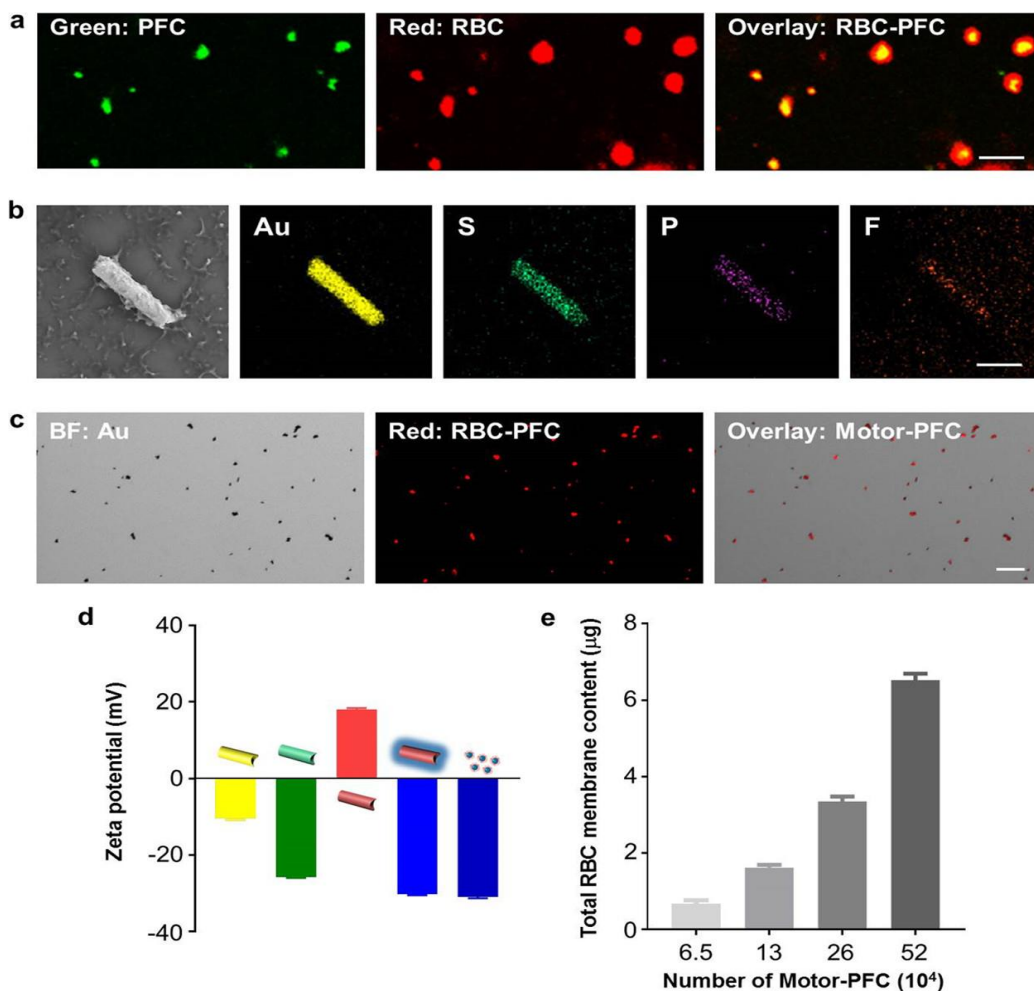 a
Green: PFC
Red: RBC
Overlay: RBC-PFC
b
Au
S
P
F
c
BF: Au
Red: RBC-PFC
Overlay: Motor-PFC
d
Zeta potential (mV)
40
20
0
-20
-40
e
Total RBC membrane content (μg)
8
6
4
2
0
6.5 13 26 52
Number of Motor-PFC (10⁴)